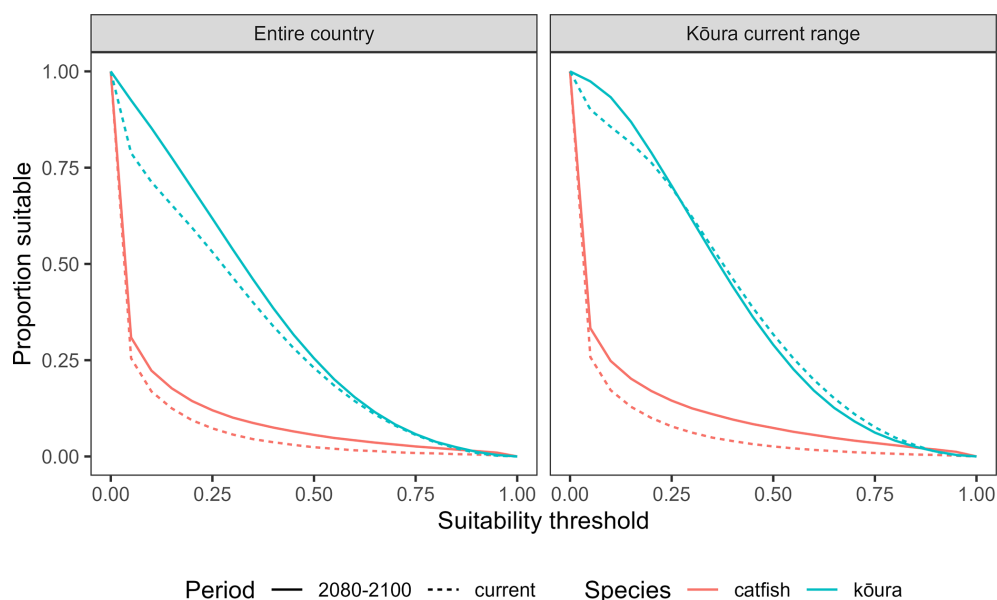 Entire country
Kōura current range
Proportion suitable
1.00
0.75
0.50
0.25
0.00
0.00 0.25 0.50 0.75 1.00
0.00 0.25 0.50 0.75 1.00
Suitability threshold
Period 2080-2100 current Species catfish kōura